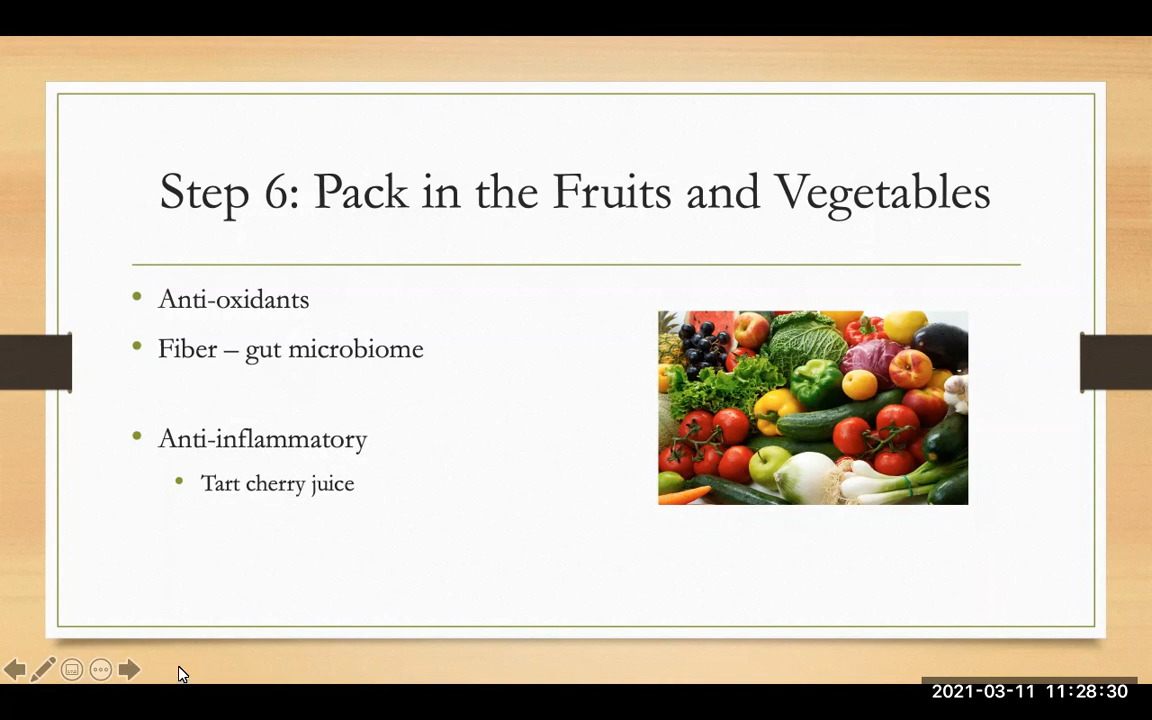 Step 6: Pack in the Fruits and Vegetables
Anti-oxidants
Fiber – gut microbiome
Anti-inflammatory
Tart cherry juice
2021-03-11 11:28:30